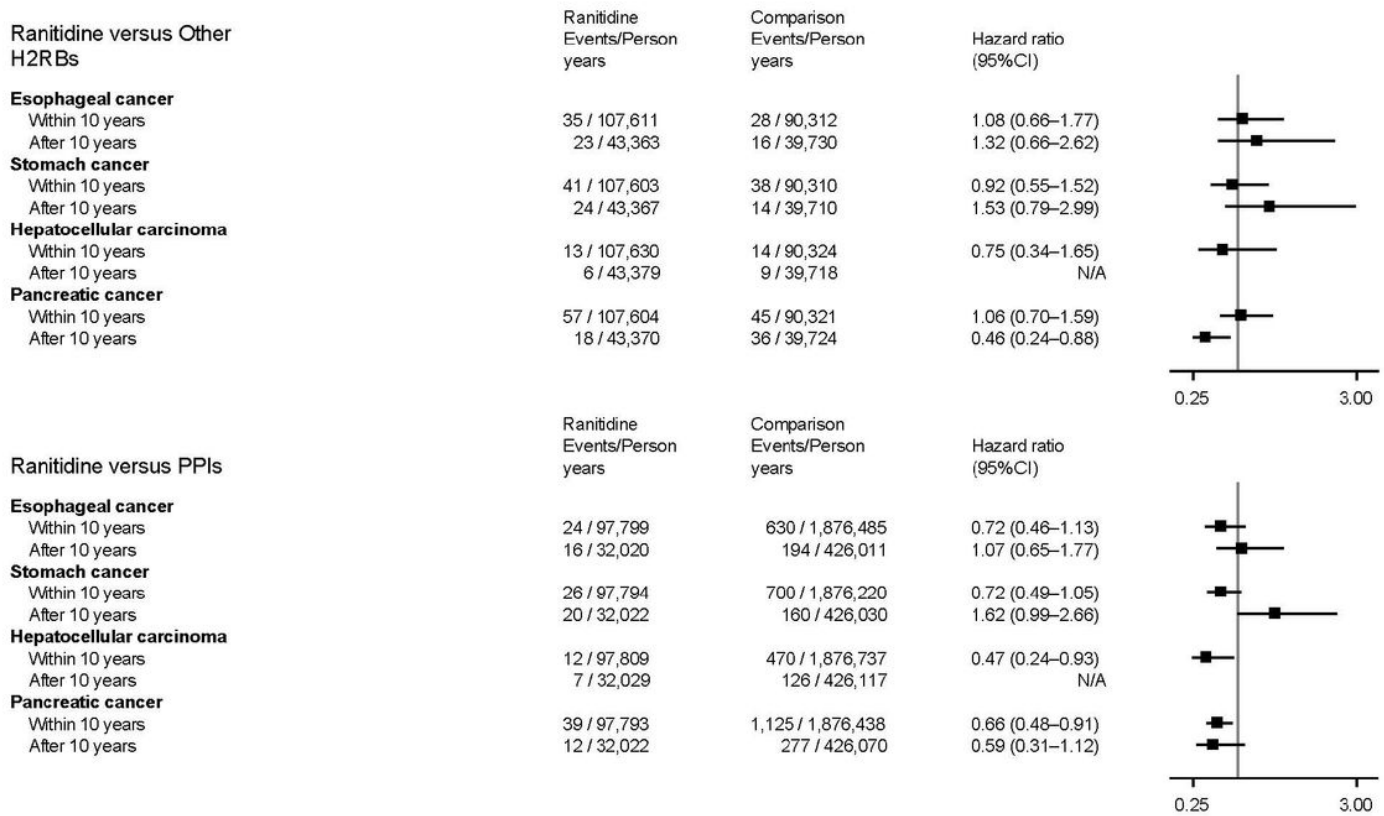 Ranitidine versus Other H2RBs
Ranitidine Events/Person years
Comparison Events/Person years
Hazard ratio (95%CI)
Esophageal cancer
Within 10 years 35 / 107,611 28 / 90,312 1.08 (0.66–1.77)
After 10 years 23 / 43,363 16 / 39,730 1.32 (0.66–2.62)
Stomach cancer
Within 10 years 41 / 107,603 38 / 90,310 0.92 (0.55–1.52)
After 10 years 24 / 43,367 14 / 39,710 1.53 (0.79–2.99)
Hepatocellular carcinoma
Within 10 years 13 / 107,630 14 / 90,324 0.75 (0.34–1.65)
After 10 years 6 / 43,379 9 / 39,718 N/A
Pancreatic cancer
Within 10 years 57 / 107,604 45 / 90,321 1.06 (0.70–1.59)
After 10 years 18 / 43,370 36 / 39,724 0.46 (0.24–0.88)
0.25 3.00
Ranitidine versus PPIs
Ranitidine Events/Person years
Comparison Events/Person years
Hazard ratio (95%CI)
Esophageal cancer
Within 10 years 24 / 97,799 630 / 1,876,485 0.72 (0.46–1.13)
After 10 years 16 / 32,020 194 / 426,011 1.07 (0.65–1.77)
Stomach cancer
Within 10 years 26 / 97,794 700 / 1,876,220 0.72 (0.49–1.05)
After 10 years 20 / 32,022 160 / 426,030 1.62 (0.99–2.66)
Hepatocellular carcinoma
Within 10 years 12 / 97,809 470 / 1,876,737 0.47 (0.24–0.93)
After 10 years 7 / 32,029 126 / 426,117 N/A
Pancreatic cancer
Within 10 years 39 / 97,793 1,125 / 1,876,438 0.66 (0.48–0.91)
After 10 years 12 / 32,022 277 / 426,070 0.59 (0.31–1.12)
0.25 3.00